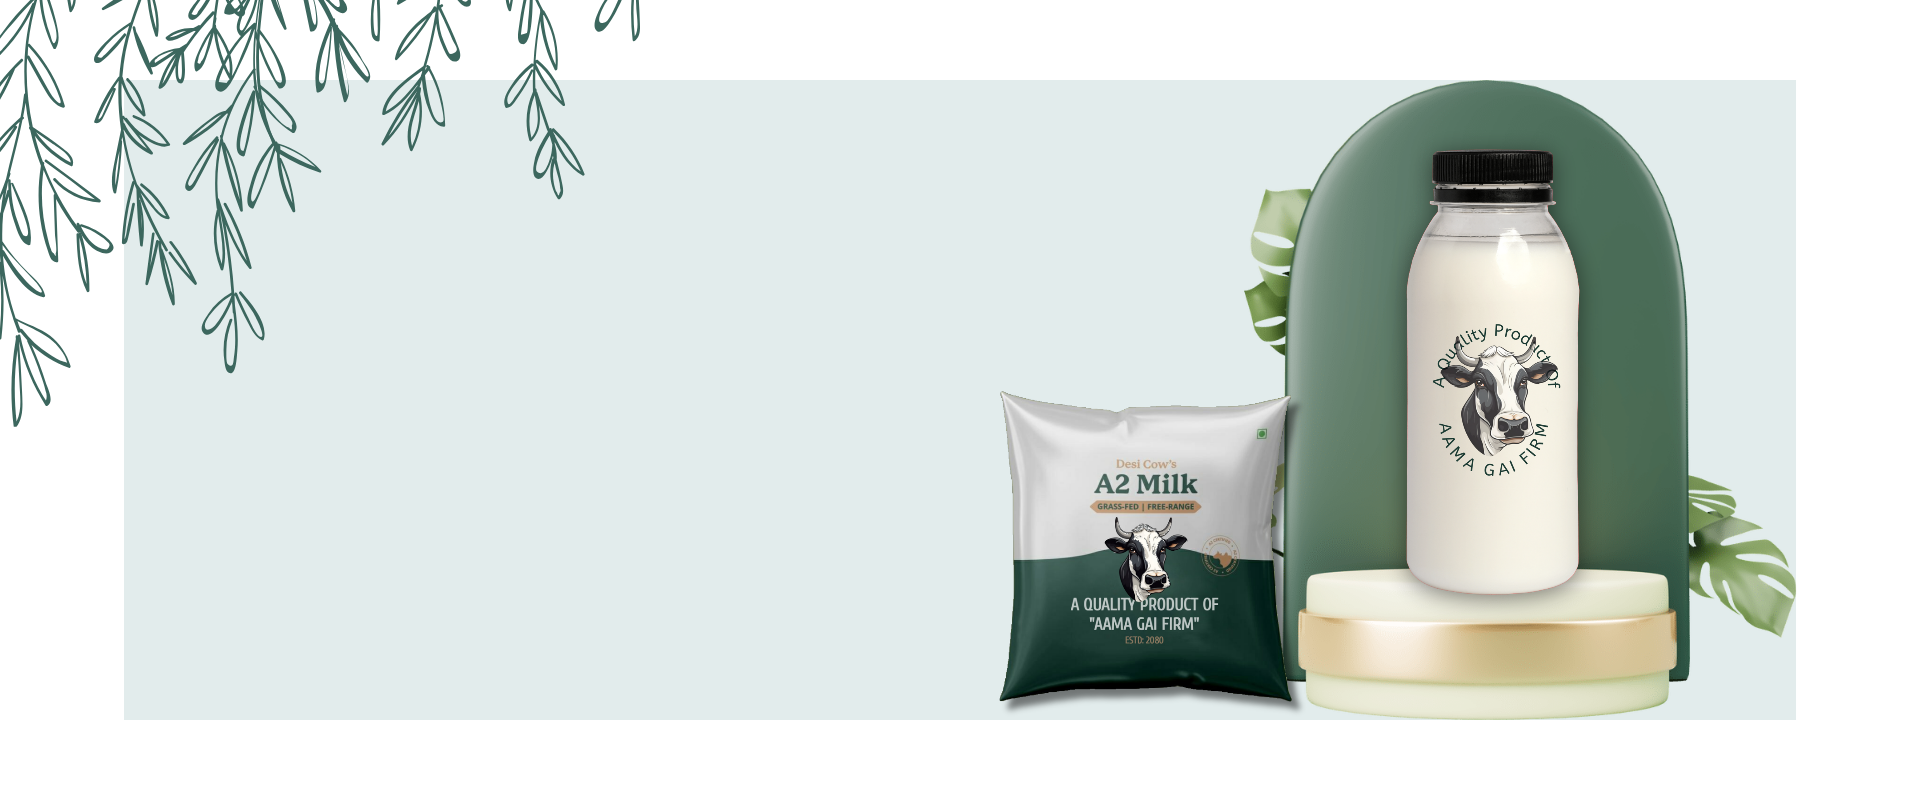 Desi Cow's
A2 Milk
GRASS-FED | FREE-RANGE
A QUALITY PRODUCT OF
"AAMA GAI FIRM"
ESTD: 2080
A Quality Product Of
AAMA GAI FIRM